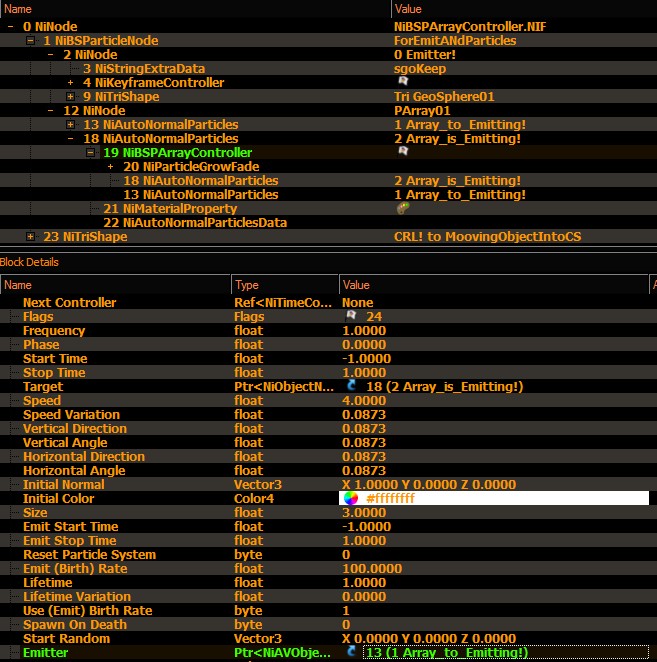 Name Value
0 NiNode NiBSPArrayController.NIF
1 NiBSParticleNode ForEmitANdParticles
2 NiNode 0 Emitter!
3 NiStringExtraData sgoKeep
4 NiKeyframeController
9 NiTriShape Tri GeoSphere01
12 NiNode PArray01
13 NiAutoNormalParticles 1 Array_to_Emitting!
18 NiAutoNormalParticles 2 Array_is_Emitting!
19 NiBSPArrayController
20 NiParticleGrowFade
18 NiAutoNormalParticles 2 Array_is_Emitting!
13 NiAutoNormalParticles 1 Array_to_Emitting!
21 NiMaterialProperty
22 NiAutoNormalParticlesData
23 NiTriShape CRL! to MoovingObjectIntoCS
Block Details
Name Type Value
Next Controller Ref<NiTimeCo... None
Flags Flags 24
Frequency float 1.0000
Phase float 0.0000
Start Time float -1.0000
Stop Time float 1.0000
Target Ptr<NiObjectN... 18 (2 Array_is_Emitting!)
Speed float 4.0000
Speed Variation float 0.0873
Vertical Direction float 0.0873
Vertical Angle float 0.0873
Horizontal Direction float 0.0873
Horizontal Angle float 0.0873
Initial Normal Vector3 X 1.0000 Y 0.0000 Z 0.0000
Initial Color Color4 #ffffffff
Size float 3.0000
Emit Start Time float -1.0000
Emit Stop Time float 1.0000
Reset Particle System byte 0
Emit (Birth) Rate float 100.0000
Lifetime float 1.0000
Lifetime Variation float 0.0000
Use (Emit) Birth Rate byte 1
Spawn On Death byte 0
Start Random Vector3 X 0.0000 Y 0.0000 Z 0.0000
Emitter Ptr<NiAVObje... 13 (1 Array_to_Emitting!)